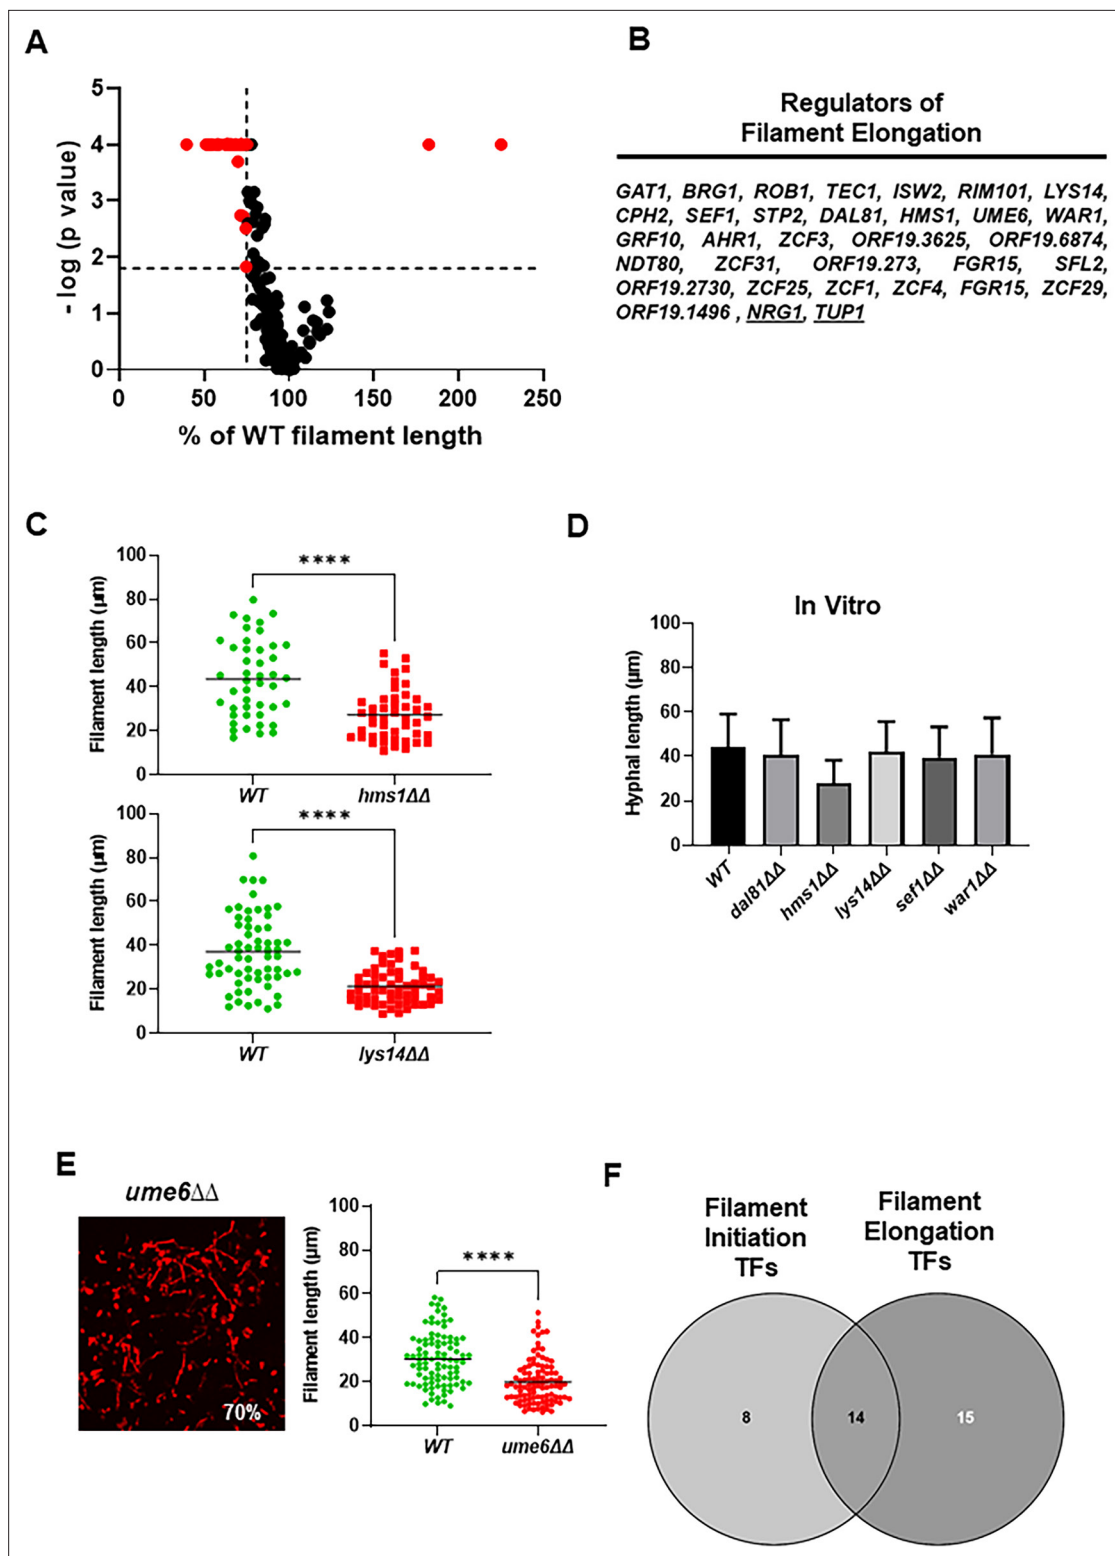 A
5
4
3
2
1
0
- log (p value)
0
50
100
150
200
250
% of WT filament length
B
Regulators of
Filament Elongation
GAT1, BRG1, ROB1, TEC1, ISW2, RIM101, LYS14,
CPH2, SEF1, STP2, DAL81, HMS1, UME6, WAR1,
GRF10, AHR1, ZCF3, ORF19.3625, ORF19.6874,
NDT80, ZCF31, ORF19.273, FGR15, SFL2,
ORF19.2730, ZCF25, ZCF1, ZCF4, FGR15, ZCF29,
ORF19.1496 , NRG1, TUP1
C
100
80
60
40
20
0
Filament length (µm)
****
WT
hms1ΔΔ
100
80
60
40
20
0
Filament length (µm)
****
WT
lys14ΔΔ
D
In Vitro
100
80
60
40
20
0
Hyphal length (µm)
WT
dal81ΔΔ
hms1ΔΔ
lys14ΔΔ
sef1ΔΔ
war1ΔΔ
E
ume6ΔΔ
70%
100
80
60
40
20
0
Filament length (µm)
****
WT
ume6ΔΔ
F
Filament
Initiation
TFs
Filament
Elongation
TFs
8
14
15